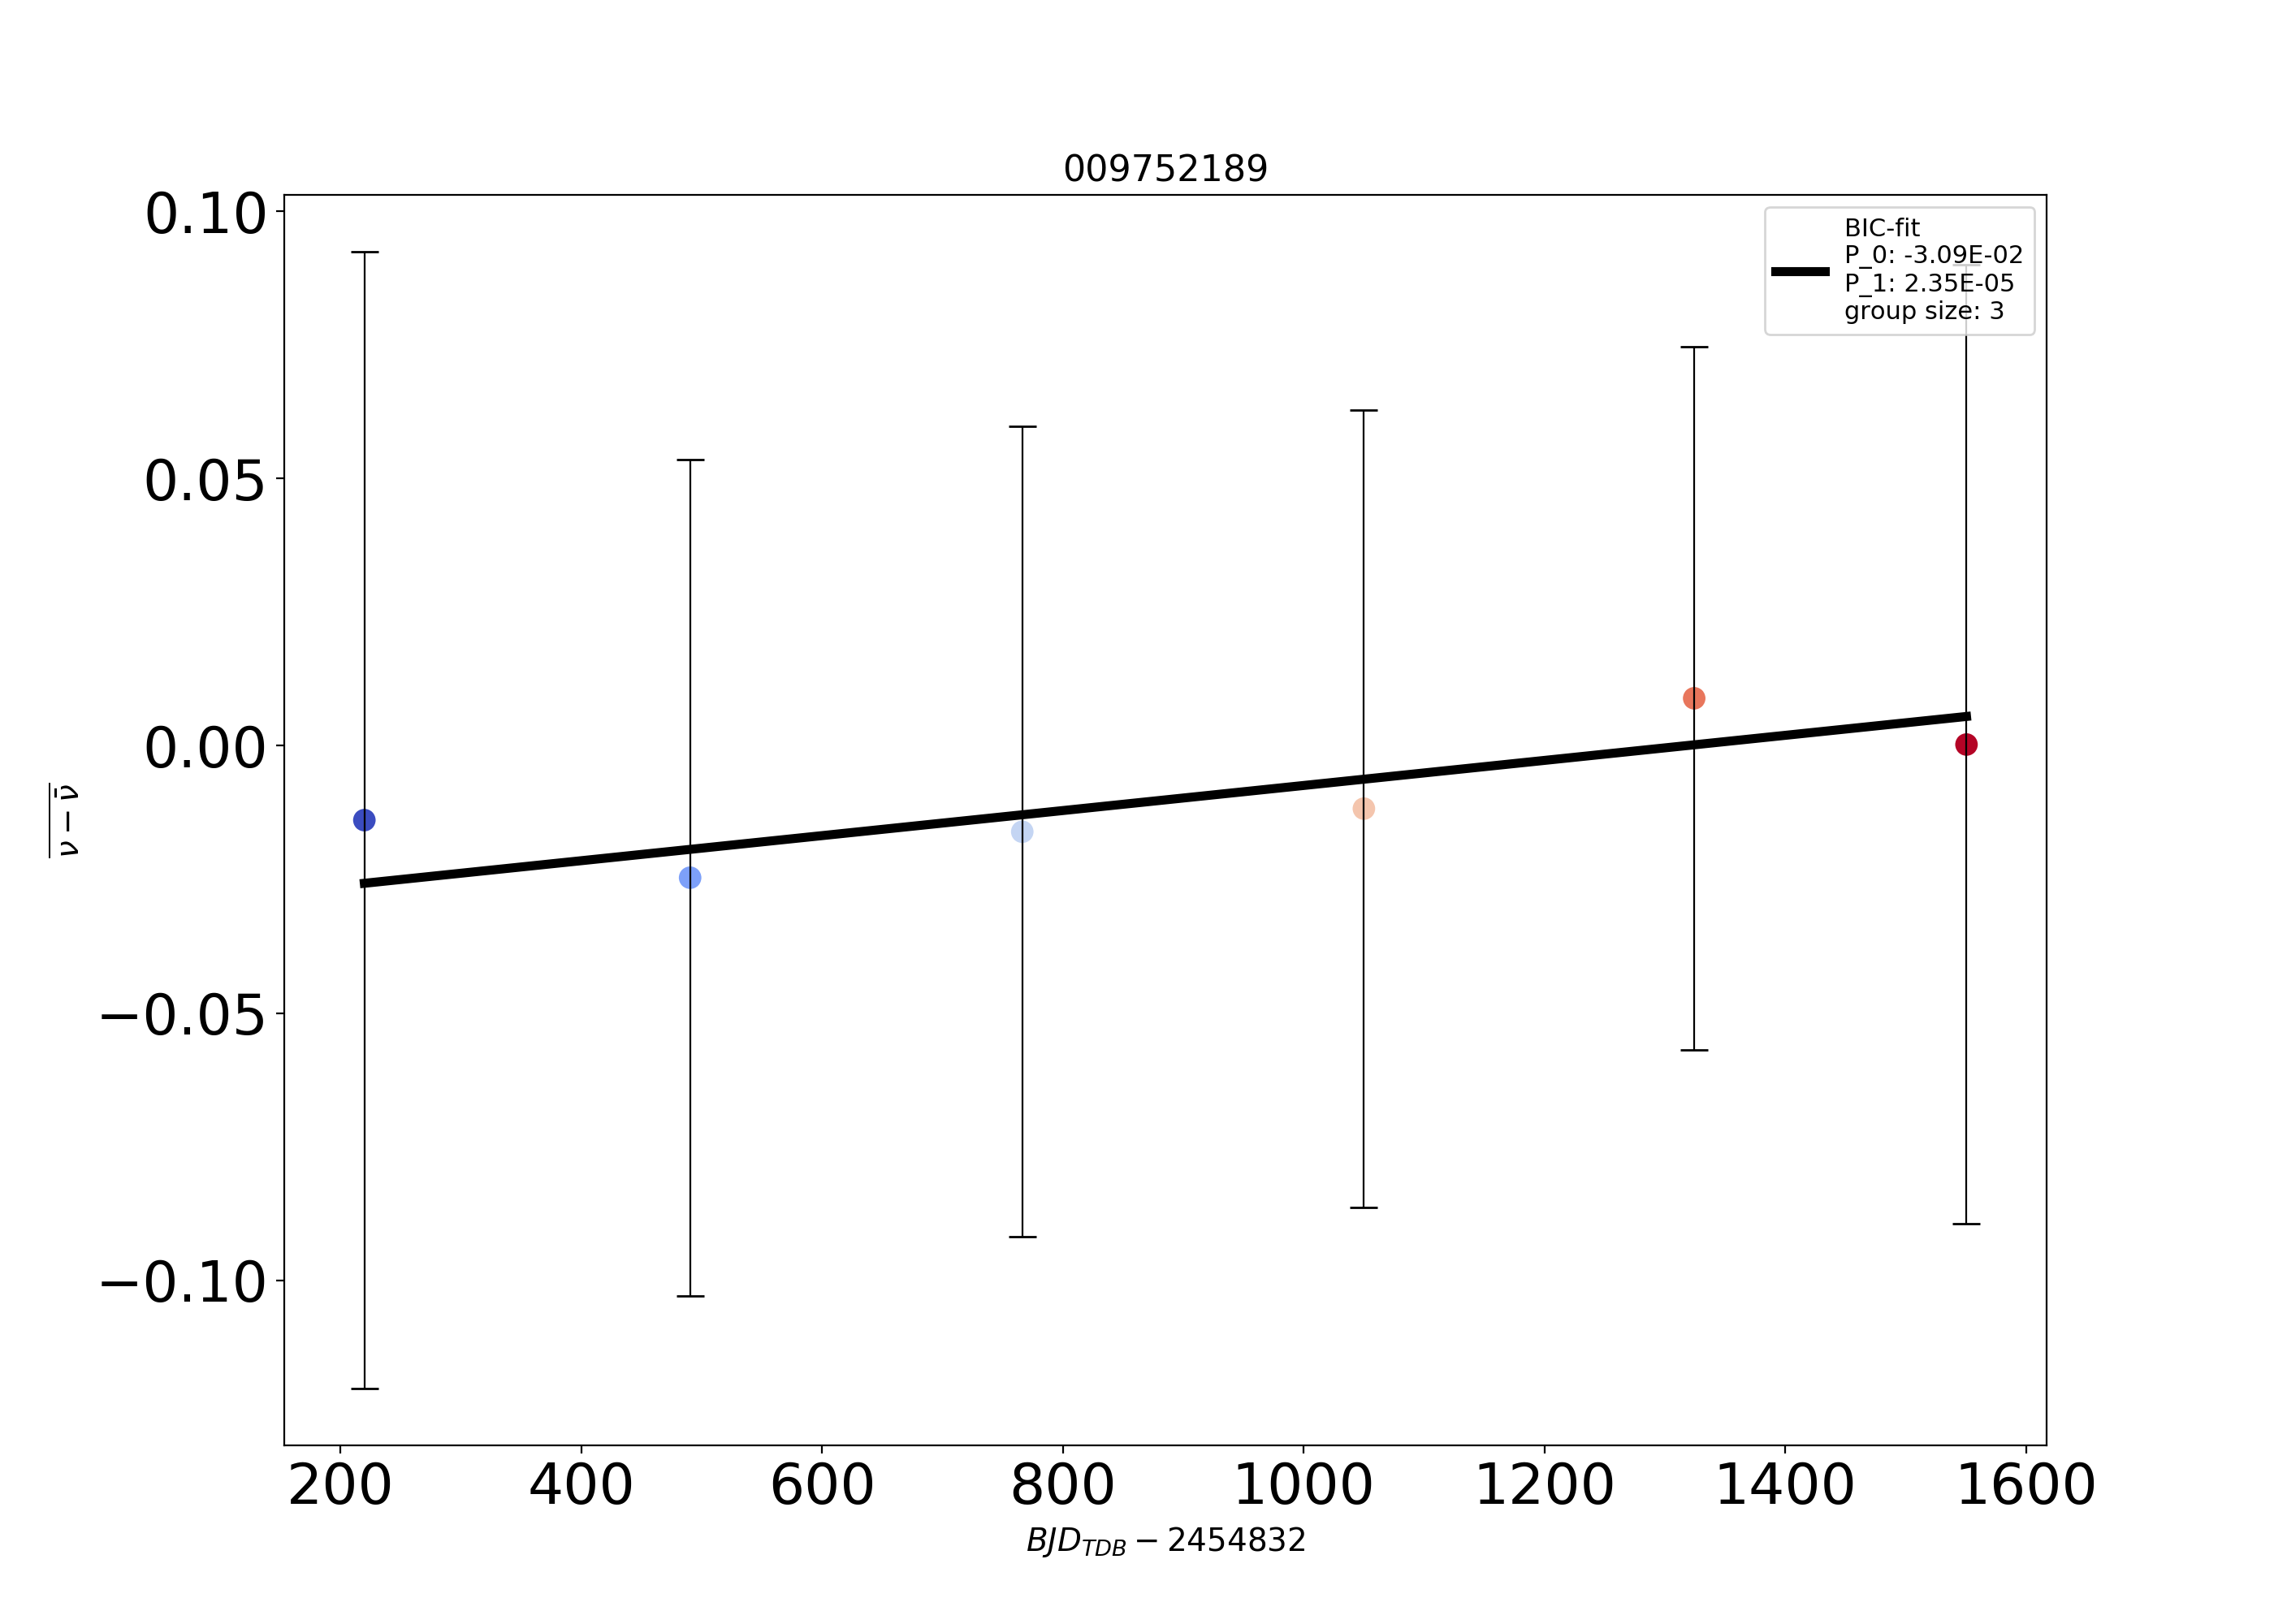 009752189
0.10
0.05
0.00
−0.05
−0.10
ν − ν̄
BIC-fit
P_0: -3.09E-02
P_1: 2.35E-05
group size: 3
200 400 600 800 1000 1200 1400 1600
BJD_TDB − 2454832